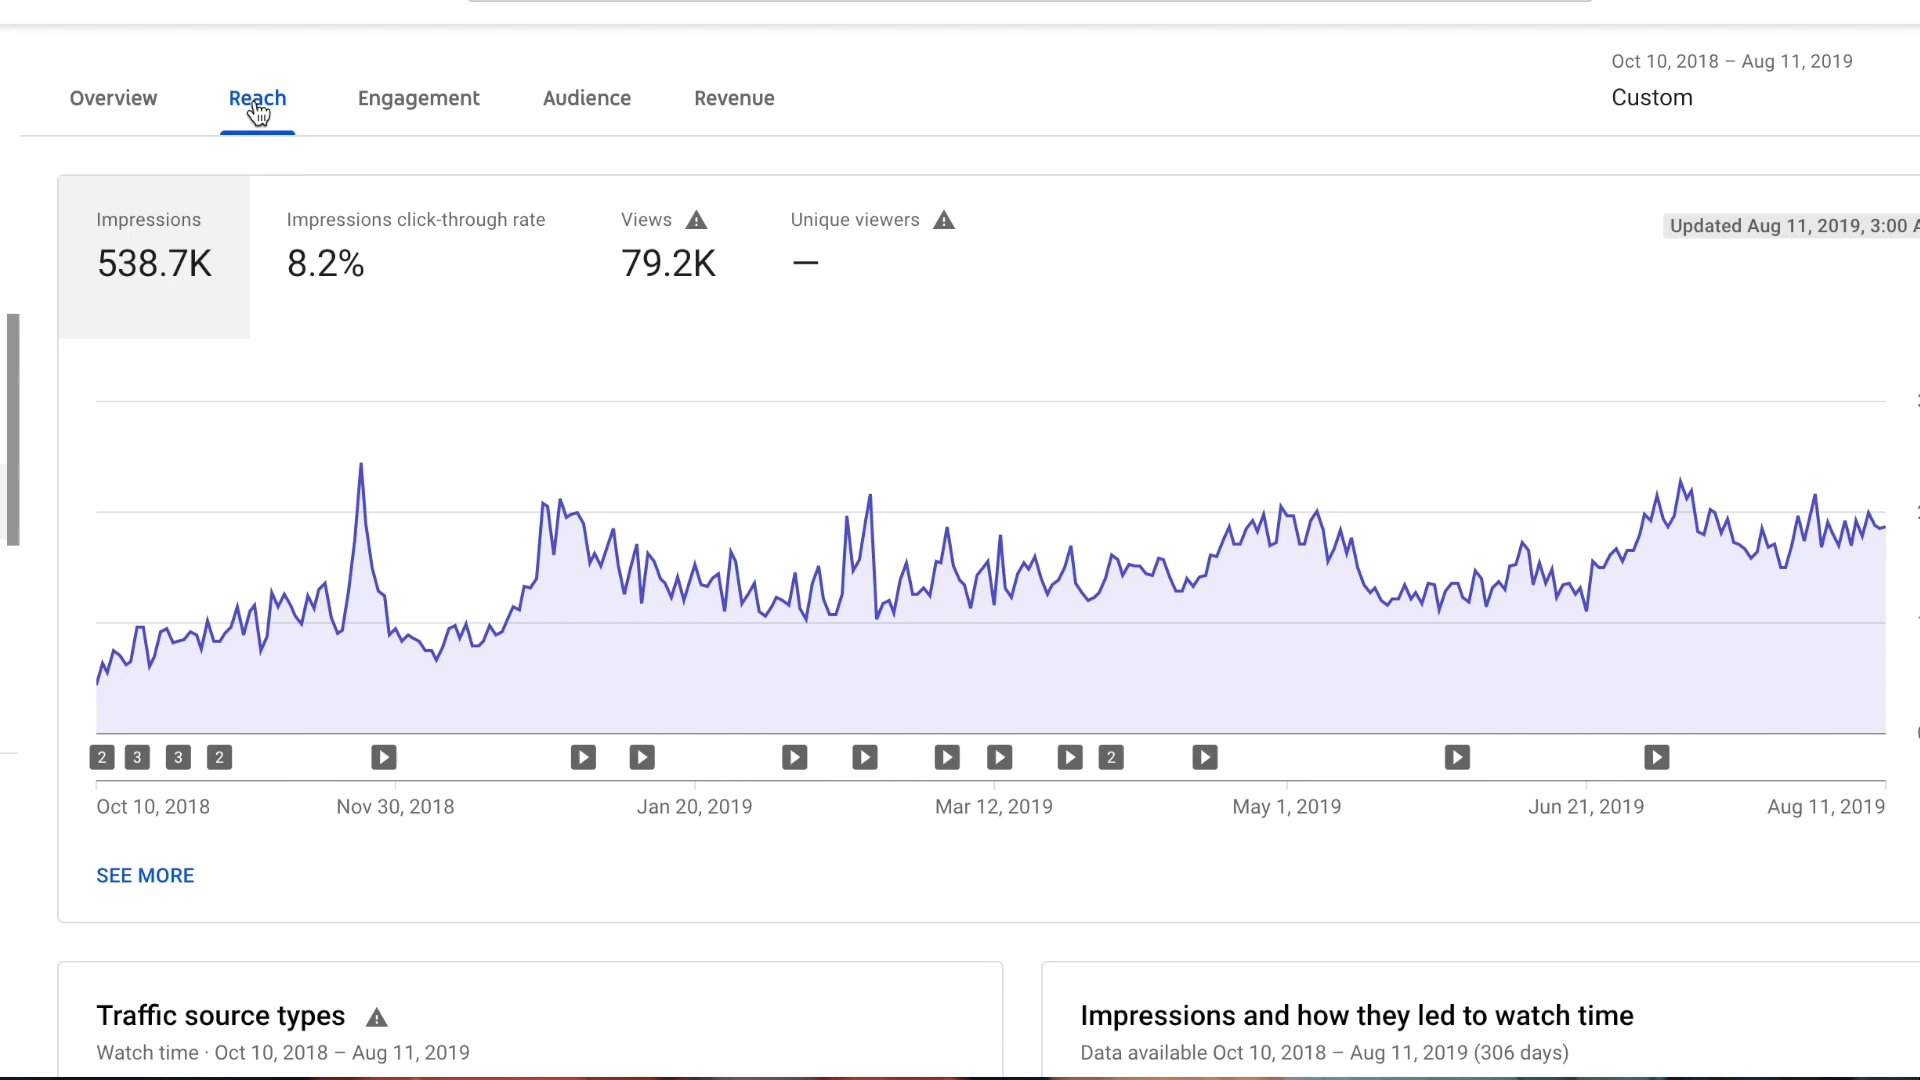 Oct 10, 2018 – Aug 11, 2019
Overview Reach Engagement Audience Revenue Custom
Impressions Impressions click-through rate Views Unique viewers
Updated Aug 11, 2019, 3:00 A
538.7K 8.2% 79.2K —
2 3 3 2 2
Oct 10, 2018 Nov 30, 2018 Jan 20, 2019 Mar 12, 2019 May 1, 2019 Jun 21, 2019 Aug 11, 2019
SEE MORE
Traffic source types
Watch time · Oct 10, 2018 – Aug 11, 2019
Impressions and how they led to watch time
Data available Oct 10, 2018 – Aug 11, 2019 (306 days)